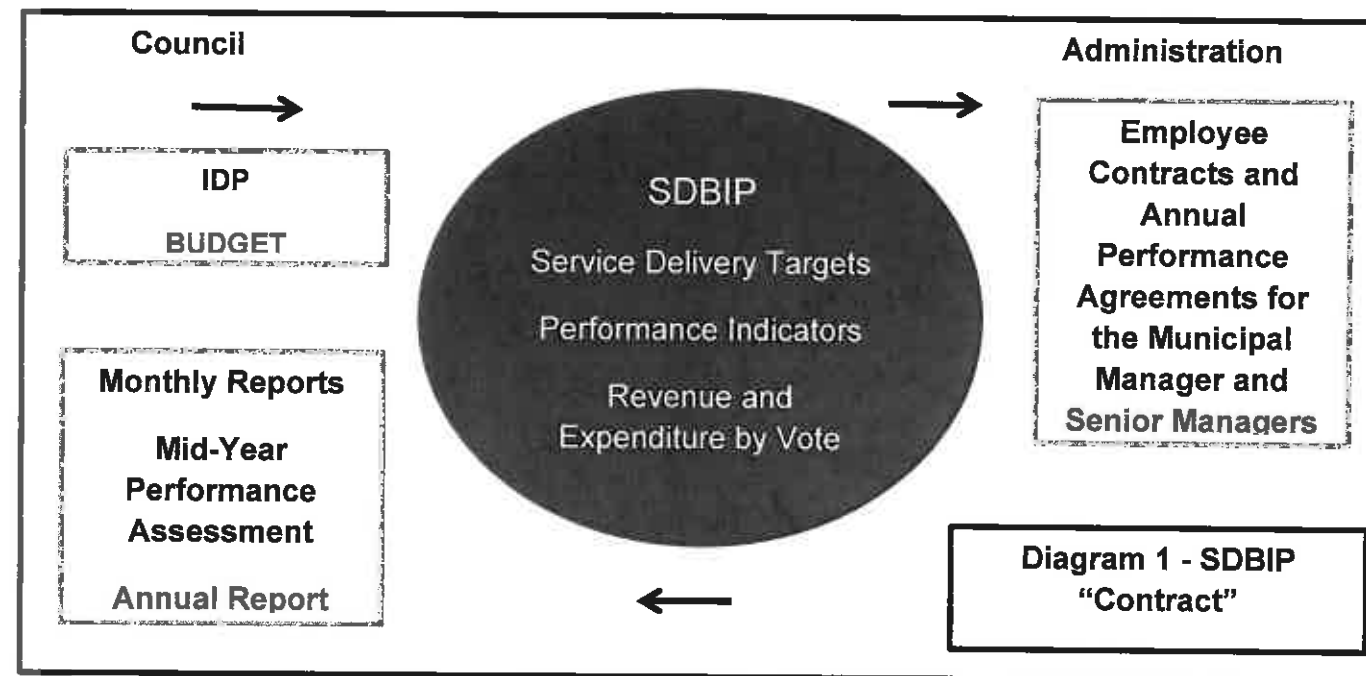 Council
IDP
BUDGET
Monthly Reports
Mid-Year
Performance
Assessment
Annual Report
SDBIP
Service Delivery Targets
Performance Indicators
Revenue and
Expenditure by Vote
Administration
Employee
Contracts and
Annual
Performance
Agreements for
the Municipal
Manager and
Senior Managers
Diagram 1 - SDBIP
“Contract”